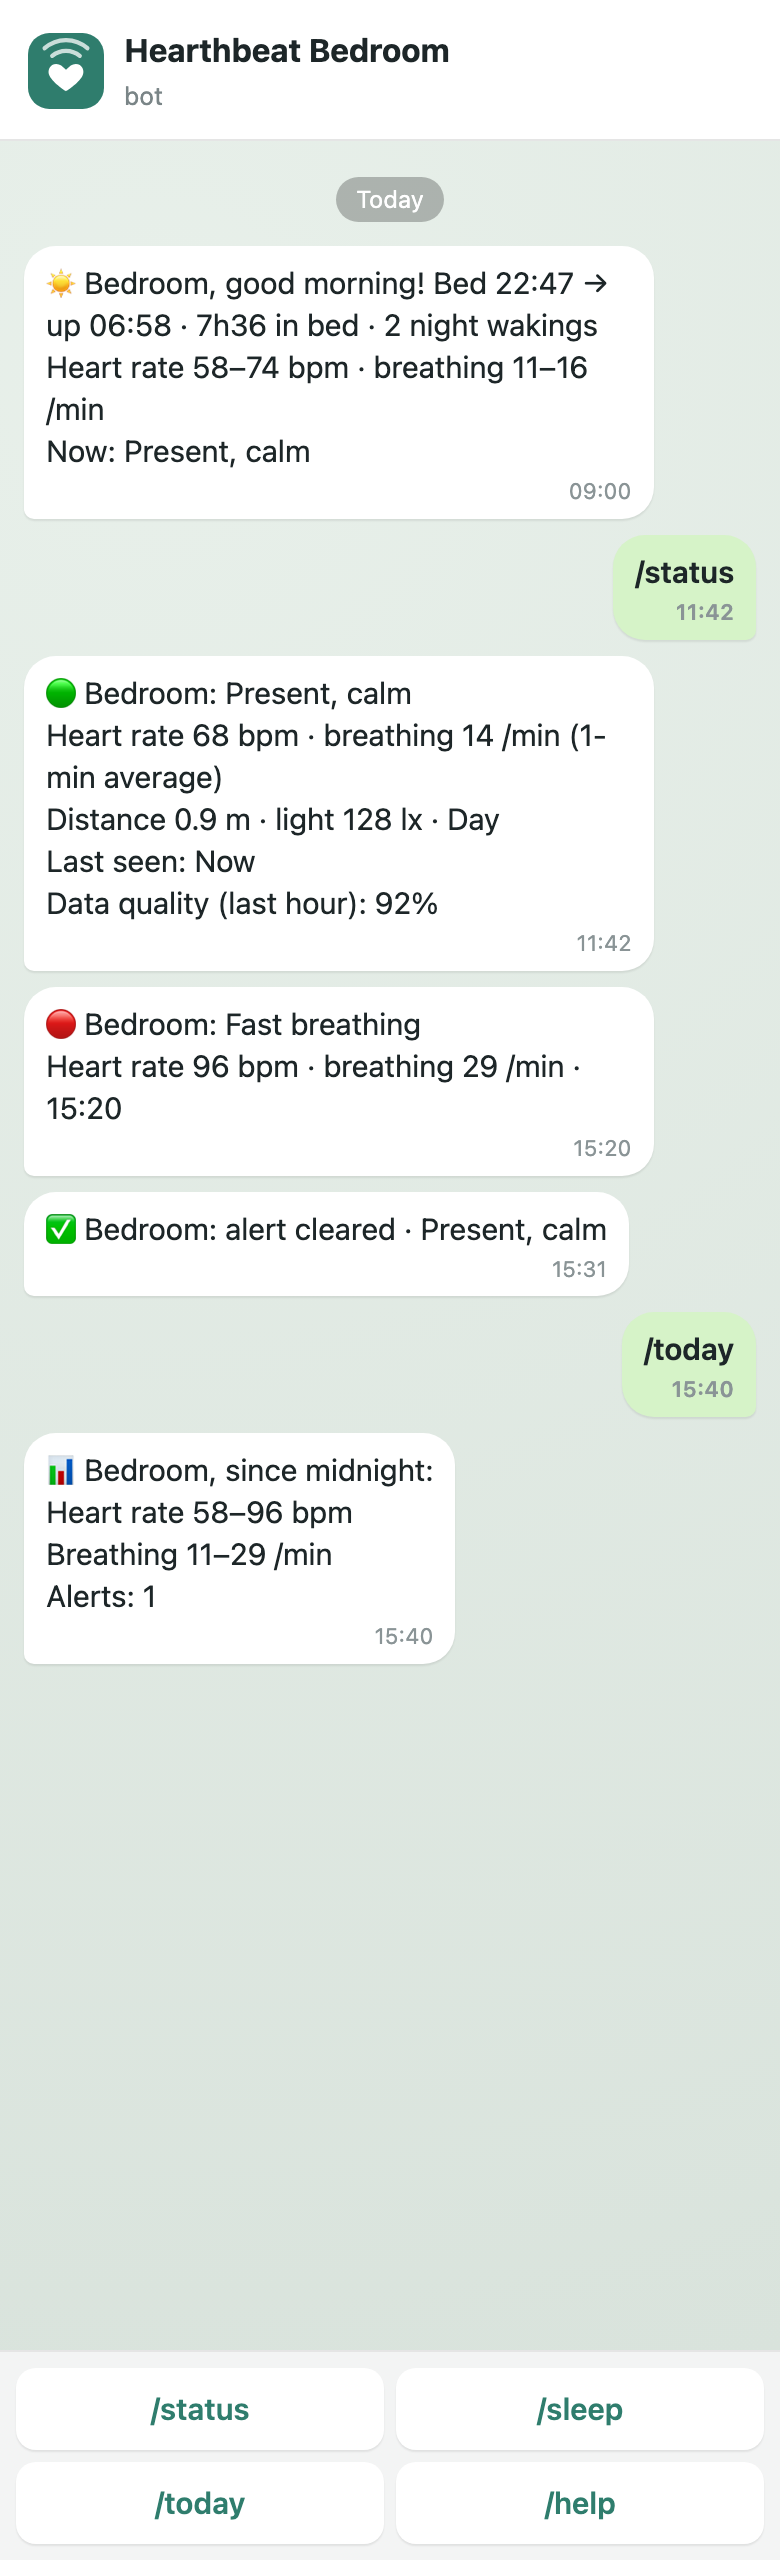 Hearthbeat Bedroom
bot
Today
☀️ Bedroom, good morning! Bed 22:47 →
up 06:58 · 7h36 in bed · 2 night wakings
Heart rate 58–74 bpm · breathing 11–16
/min
Now: Present, calm
09:00
/status
11:42
🟢 Bedroom: Present, calm
Heart rate 68 bpm · breathing 14 /min (1-
min average)
Distance 0.9 m · light 128 lx · Day
Last seen: Now
Data quality (last hour): 92%
11:42
🔴 Bedroom: Fast breathing
Heart rate 96 bpm · breathing 29 /min ·
15:20
15:20
✅ Bedroom: alert cleared · Present, calm
15:31
/today
15:40
📊 Bedroom, since midnight:
Heart rate 58–96 bpm
Breathing 11–29 /min
Alerts: 1
15:40
/status
/sleep
/today
/help